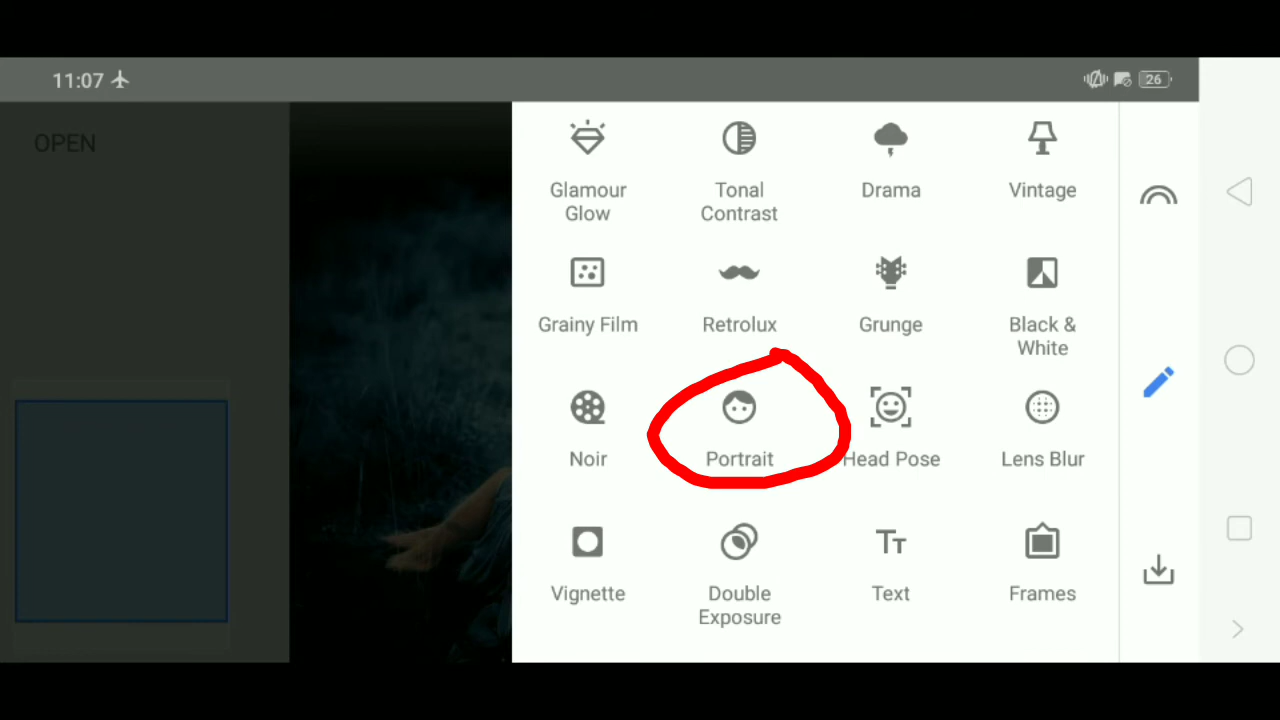 11:07
26
OPEN
Glamour
Glow
Tonal
Contrast
Drama
Vintage
Grainy Film
Retrolux
Grunge
Black &
White
Noir
Portrait
Head Pose
Lens Blur
Vignette
Double
Exposure
Text
Frames